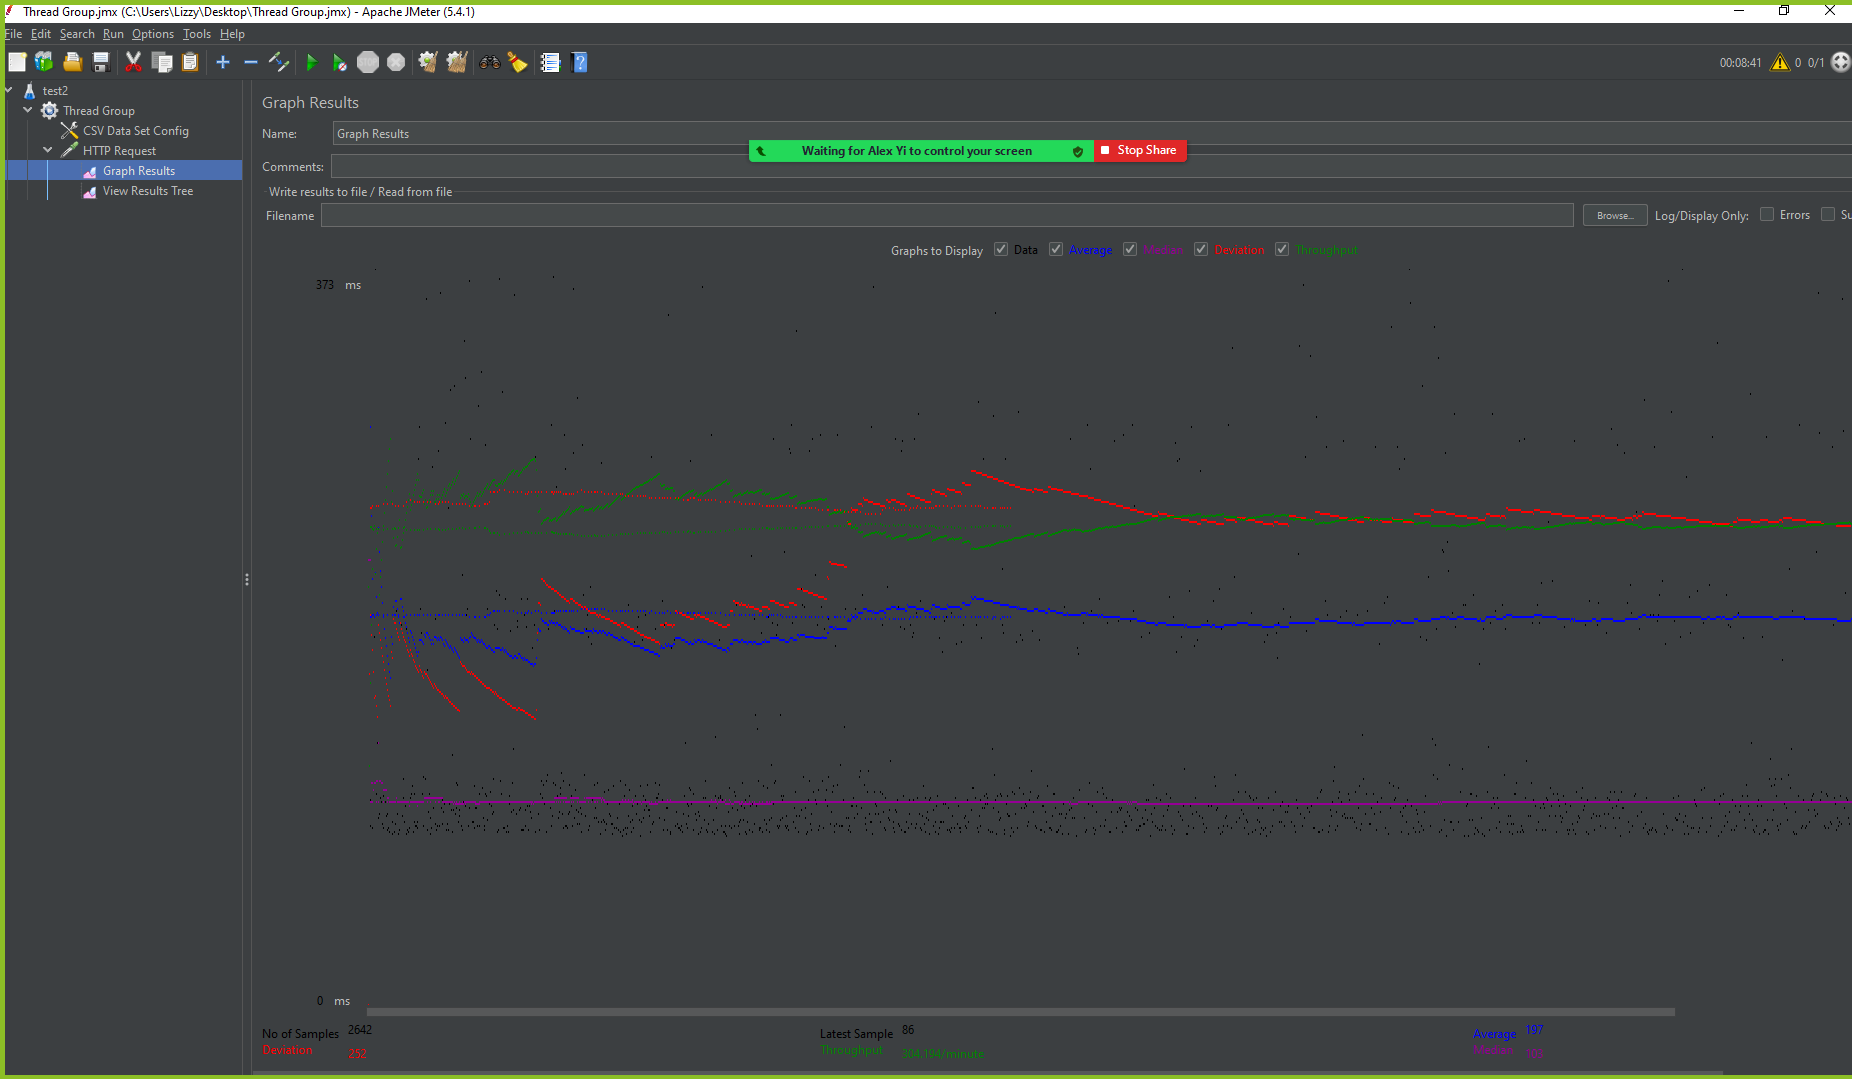 Thread Group.jmx (C:\Users\Lizzy\Desktop\Thread Group.jmx) - Apache JMeter (5.4.1)
File Edit Search Run Options Tools Help
00:08:41 0 0/1
test2
Thread Group
CSV Data Set Config
HTTP Request
Graph Results
View Results Tree
Graph Results
Name: Graph Results
Waiting for Alex Yi to control your screen Stop Share
Comments:
Write results to file / Read from file
Filename Browse... Log/Display Only: Errors Su
Graphs to Display Data Average Median Deviation Throughput
373 ms
0 ms
No of Samples 2642 Latest Sample 86 Average 197
Deviation 252 Throughput 304.194/minute Median